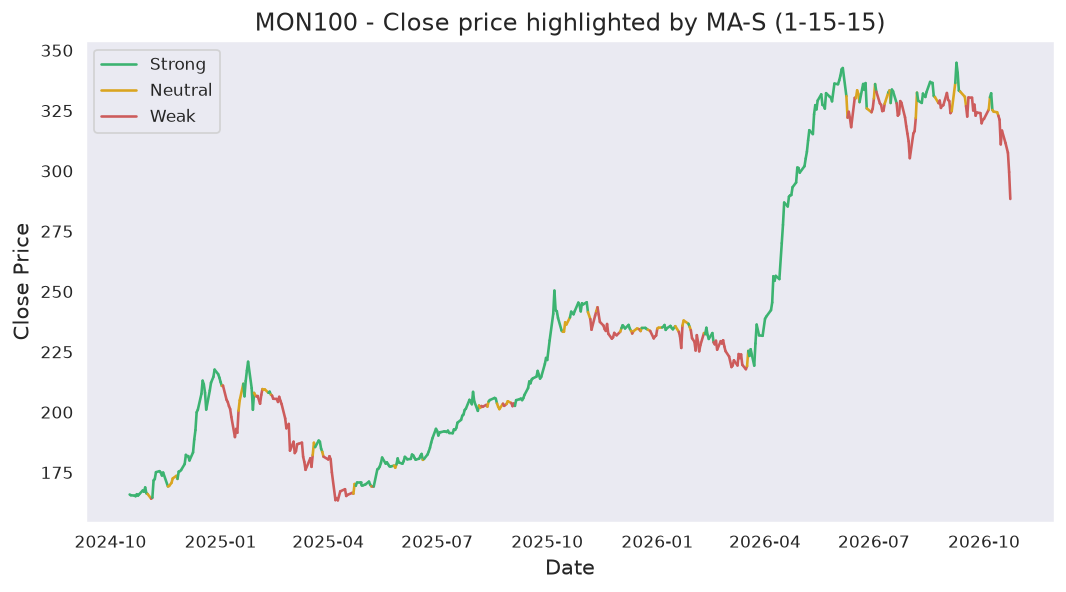 MON100 - Close price highlighted by MA-S (1-15-15)
Strong
Neutral
Weak
350
325
300
275
250
225
200
175
Close Price
2024-10 2025-01 2025-04 2025-07 2025-10 2026-01 2026-04 2026-07 2026-10
Date